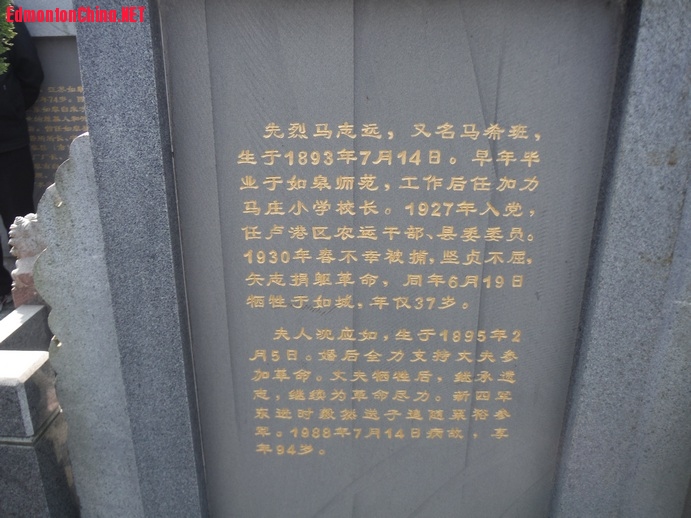 EdmontonChina.NET
先烈马志远，又名马希班，
生于1893年7月14日。早年毕
业于如皋师范，工作后任加力
马庄小学校长。1927年入党，
任卢港区农运干部、县委委员。
1930年春不幸被捕，坚贞不屈，
矢志捐躯革命，同年6月19日
牺牲于如城，年仅37岁。
夫人沈应如，生于1895年2
月5日。婚后全力支持丈夫参
加革命。丈夫牺牲后，继承遗
志，继续为革命尽力。新四军
东进时毅然送子追随粟裕参
军。1988年7月14日病故，享
年94岁。